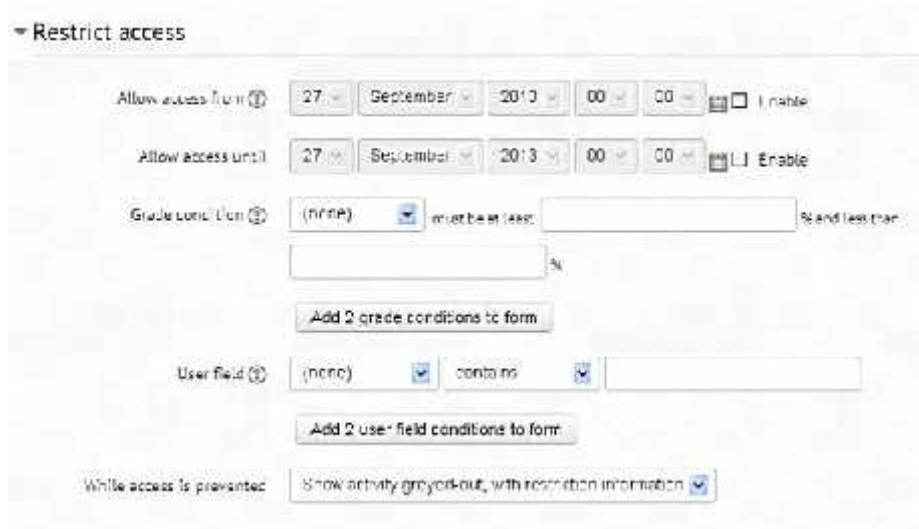 Restrict access
Allow access from 27 September 2013 00 00 Enable
Allow access until 27 September 2013 00 00 Enable
Grade condition (none) must be at least % and less than
%
Add 2 grade conditions to form
User field (none) contains
Add 2 user field conditions to form
While access is prevented Show activity greyed-out, with restriction information